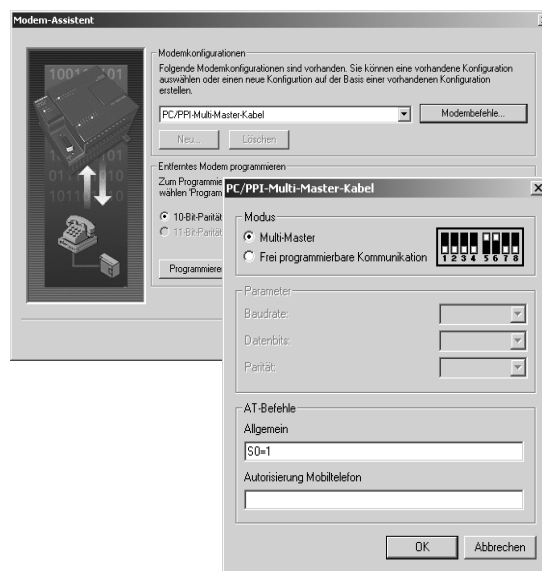 Modem-Assistent
Modemkonfigurationen
Folgende Modemkonfigurationen sind vorhanden. Sie können eine vorhandene Konfiguration
auswählen oder einen neue Konfigurtion auf der Basis einer vorhandenen Konfiguration
erstellen.
PC/PPI-Multi-Master-Kabel
Modembefehle...
Neu...
Löschen
Entferntes Modem programmieren
Zum Programmie
wählen 'Program
10-Bit-Parität
11-Bit-Parität
Programmiere
PC/PPI-Multi-Master-Kabel
Modus
Multi-Master
Frei programmierbare Kommunikation
1 2 3 4 5 6 7 8
Parameter
Baudrate:
Datenbits:
Parität:
AT-Befehle
Allgemein
S0=1
Autorisierung Mobiltelefon
OK
Abbrechen